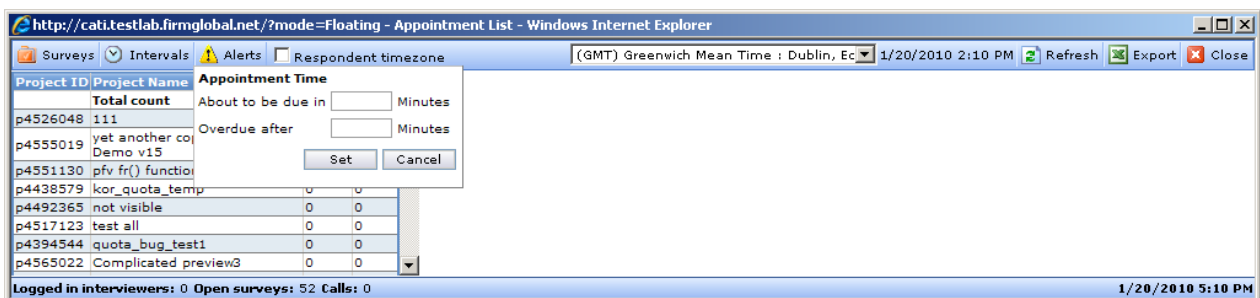 http://cati.testlab.firmglobal.net/?mode=Floating - Appointment List - Windows Internet Explorer
Surveys Intervals Alerts Respondent timezone (GMT) Greenwich Mean Time : Dublin, Ec 1/20/2010 2:10 PM Refresh Export Close
Project ID Project Name
Total count
Appointment Time
About to be due in Minutes
Overdue after Minutes
Set Cancel
p4526048 111
p4555019 yet another cop
Demo v15
p4551130 pfv fr() function
p4438579 kor_quota_temp 0 0
p4492365 not visible 0 0
p4517123 test all 0 0
p4394544 quota_bug_test1 0 0
p4565022 Complicated preview3 0 0
Logged in interviewers: 0 Open surveys: 52 Calls: 0 1/20/2010 5:10 PM